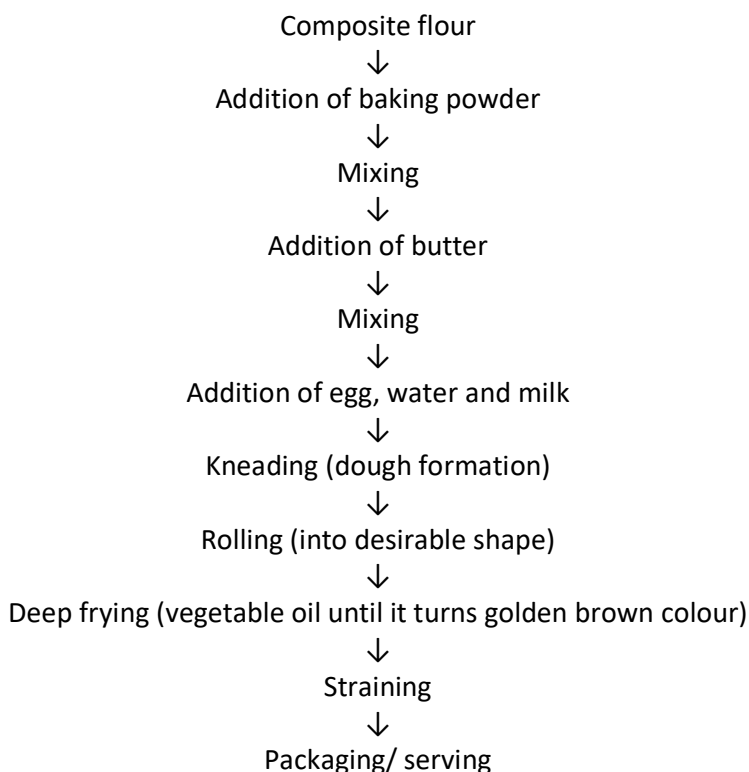 Composite flour
↓
Addition of baking powder
↓
Mixing
↓
Addition of butter
↓
Mixing
↓
Addition of egg, water and milk
↓
Kneading (dough formation)
↓
Rolling (into desirable shape)
↓
Deep frying (vegetable oil until it turns golden brown colour)
↓
Straining
↓
Packaging/ serving